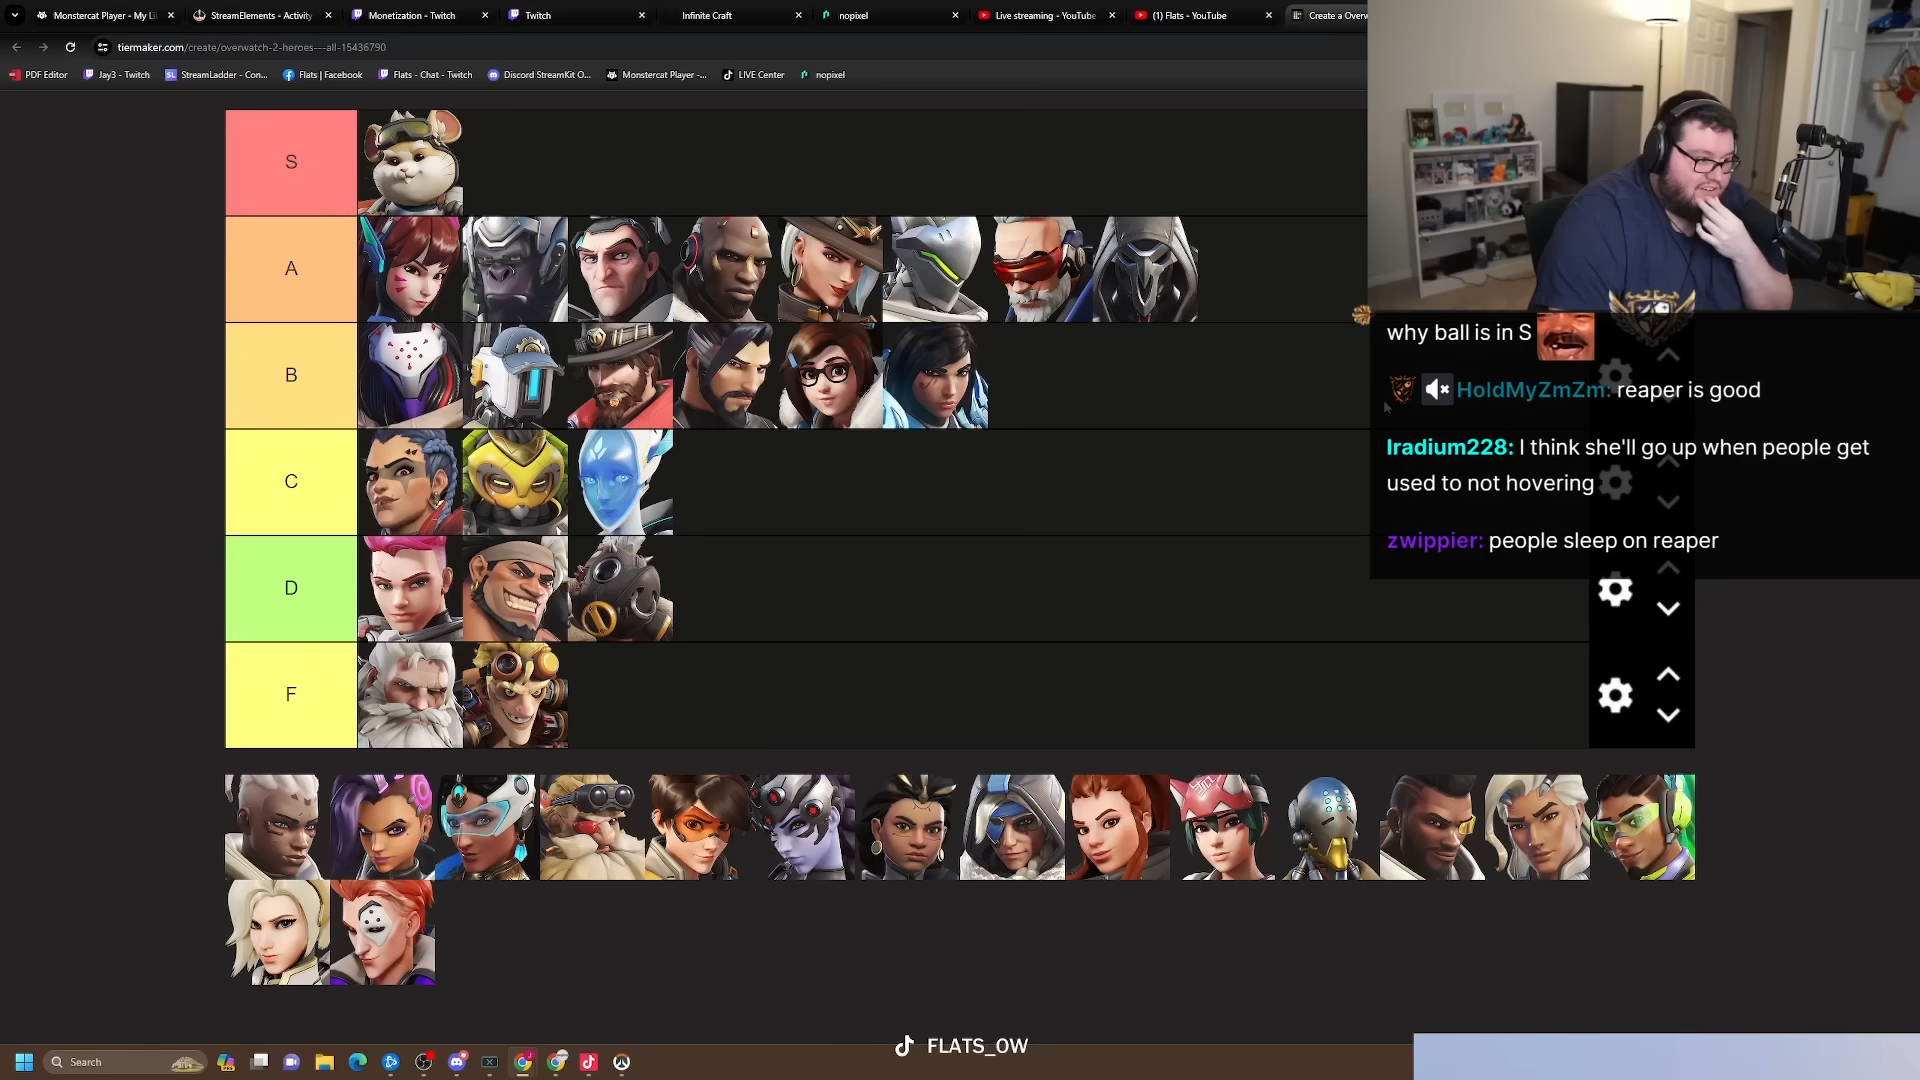 Monstercat Player - My Li
StreamElements - Activity
Monetization - Twitch
Twitch
Infinite Craft
nopixel
Live streaming - YouTube
(1) Flats - YouTube
Create a Overw
tiermaker.com/create/overwatch-2-heroes---all-15436790
PDF Editor
Jay3 - Twitch
StreamLadder - Con...
Flats | Facebook
Flats - Chat - Twitch
Discord StreamKit O...
Monstercat Player -...
LIVE Center
nopixel
S
A
B
C
D
F
why ball is in S
HoldMyZmZm: reaper is good
Iradium228: I think she'll go up when people get
used to not hovering
zwippier: people sleep on reaper
FLATS_OW
Search